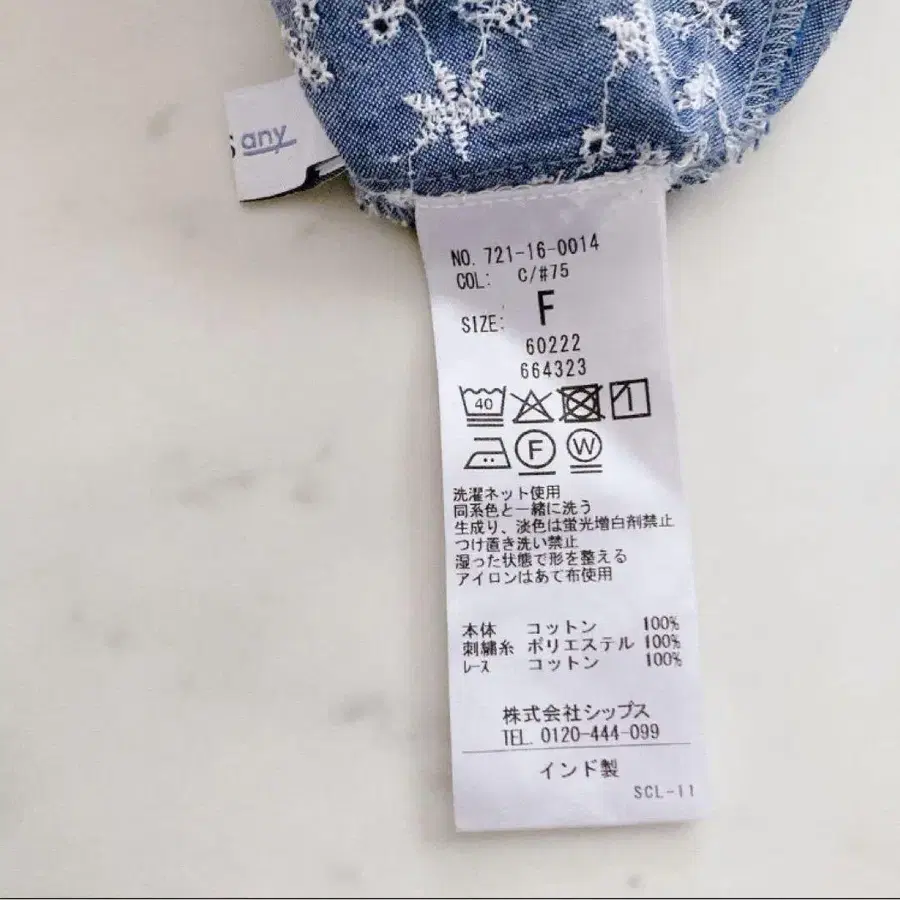 any
NO. 721-16-0014
COL: C/#75
SIZE: F
60222
664323
40
F W
洗濯ネット使用
同系色と一緒に洗う
生成り、淡色は蛍光増白剤禁止
つけ置き洗い禁止
湿った状態で形を整える
アイロンはあて布使用
本体 コットン 100%
刺繍糸 ポリエステル 100%
レース コットン 100%
株式会社シップス
TEL. 0120-444-099
インド製
SCL-11